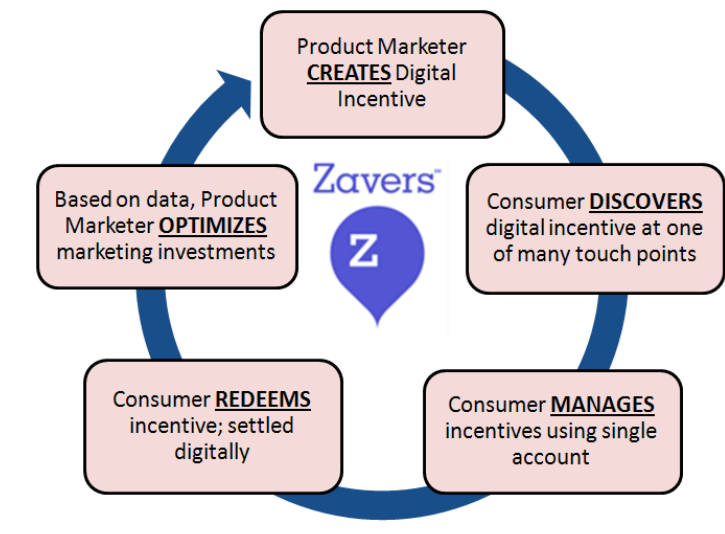 Product Marketer
CREATES Digital
Incentive
Zavers™
Z
Consumer DISCOVERS
digital incentive at one
of many touch points
Consumer MANAGES
incentives using single
account
Consumer REDEEMS
incentive; settled
digitally
Based on data, Product
Marketer OPTIMIZES
marketing investments